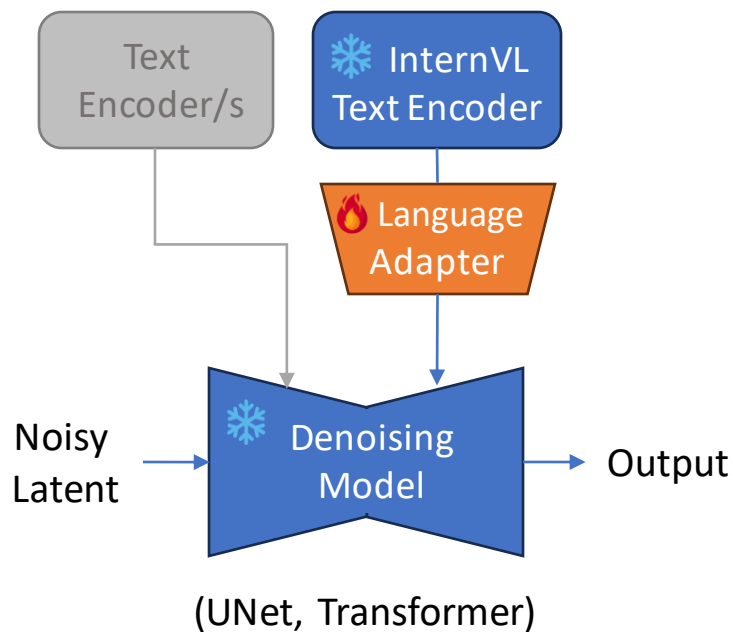 Text
Encoder/s
InternVL
Text Encoder
Language
Adapter
Noisy
Latent
Denoising
Model
Output
(UNet, Transformer)